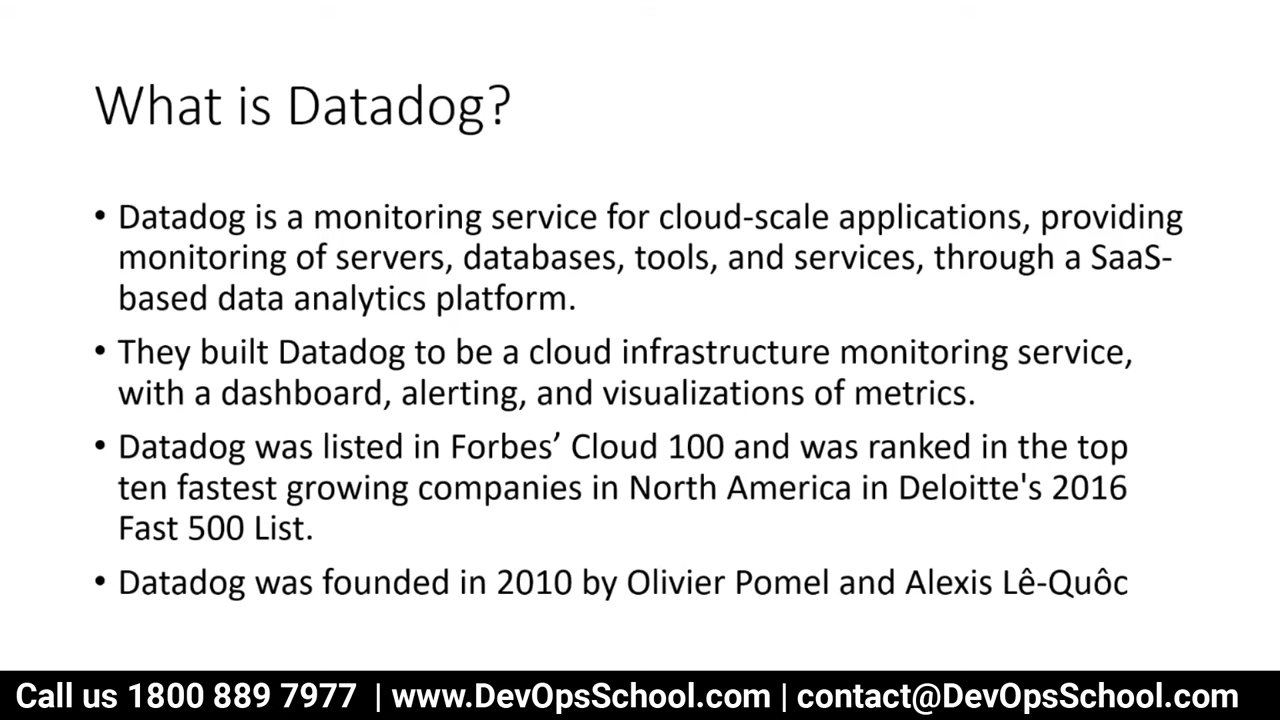 What is Datadog?
• Datadog is a monitoring service for cloud-scale applications, providing
monitoring of servers, databases, tools, and services, through a SaaS-
based data analytics platform.
• They built Datadog to be a cloud infrastructure monitoring service,
with a dashboard, alerting, and visualizations of metrics.
• Datadog was listed in Forbes’ Cloud 100 and was ranked in the top
ten fastest growing companies in North America in Deloitte's 2016
Fast 500 List.
• Datadog was founded in 2010 by Olivier Pomel and Alexis Lê-Quôc
Call us 1800 889 7977 | www.DevOpsSchool.com | contact@DevOpsSchool.com